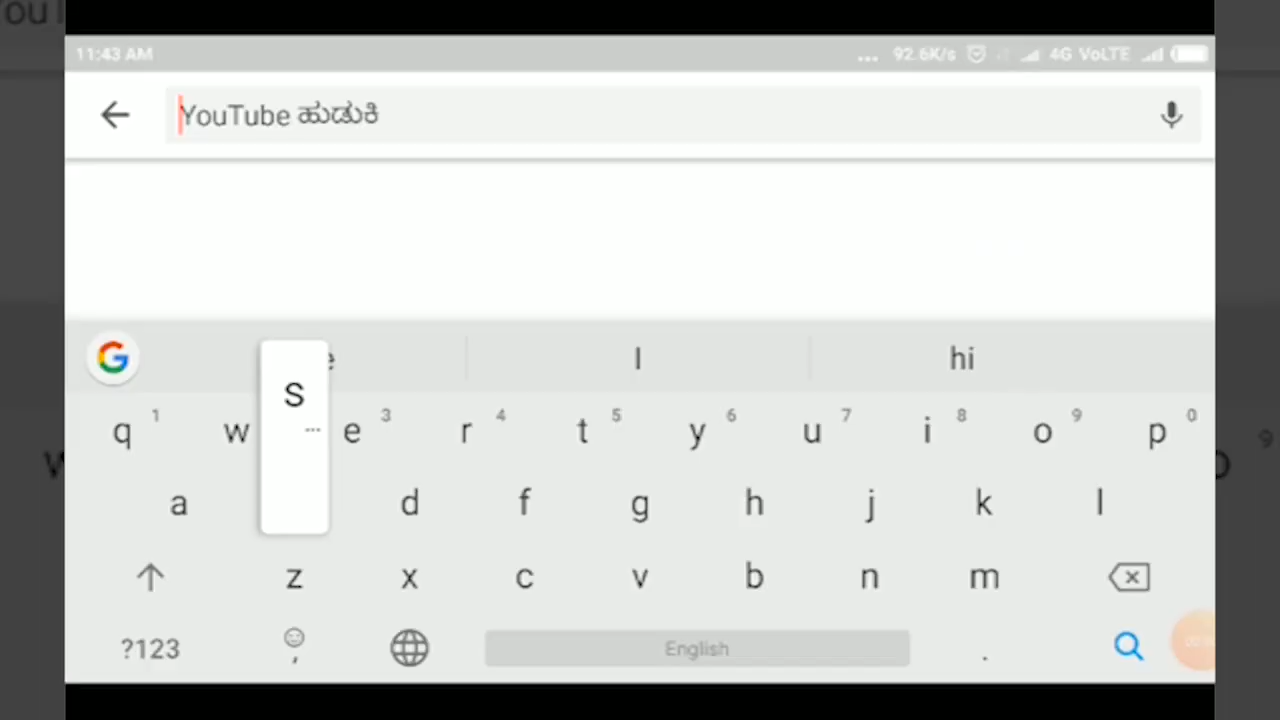 11:43 AM ... 92.6K/s 4G VoLTE
YouTube ಹುಡುಕಿ
I hi
S
q 1 w e 3 r 4 t 5 y 6 u 7 i 8 o 9 p 0
a d f g h j k l
z x c v b n m
?123 , English .